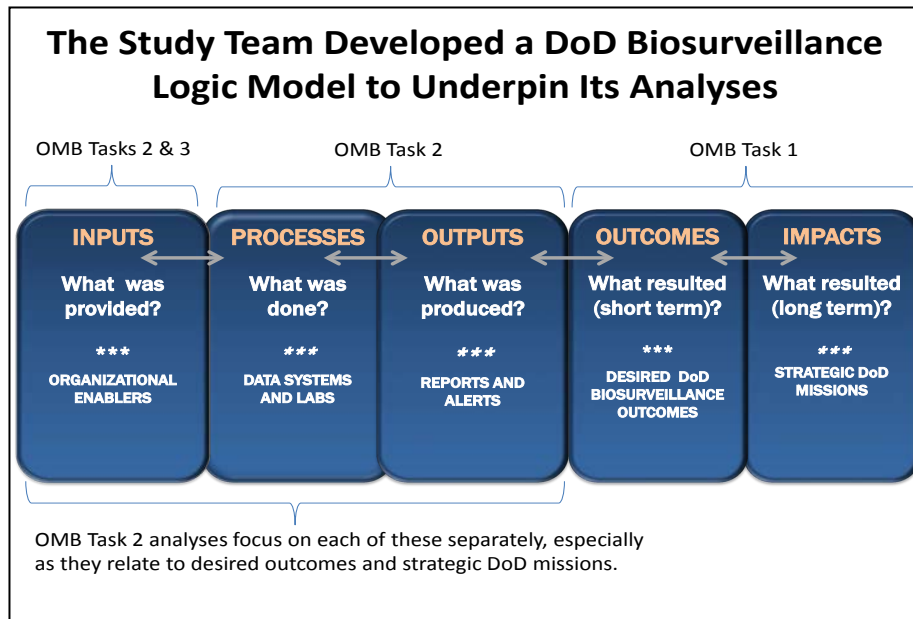 The Study Team Developed a DoD Biosurveillance
Logic Model to Underpin Its Analyses
OMB Tasks 2 & 3
OMB Task 2
OMB Task 1
INPUTS
What was
provided?
***
ORGANIZATIONAL
ENABLERS
PROCESSES
What was
done?
***
DATA SYSTEMS
AND LABS
OUTPUTS
What was
produced?
***
REPORTS AND
ALERTS
OUTCOMES
What resulted
(short term)?
***
DESIRED DoD
BIOSURVEILLANCE
OUTCOMES
IMPACTS
What resulted
(long term)?
***
STRATEGIC DoD
MISSIONS
OMB Task 2 analyses focus on each of these separately, especially
as they relate to desired outcomes and strategic DoD missions.